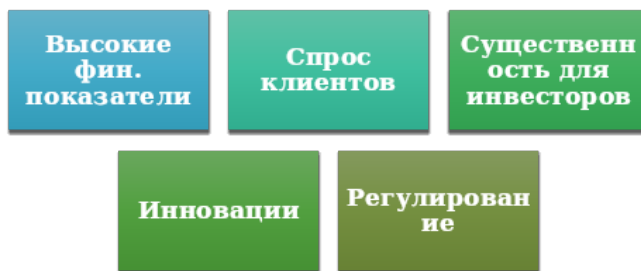 Высокие
фин.
показатели
Спрос
клиентов
Существенн
ость для
инвесторов
Инновации
Регулирован
ие